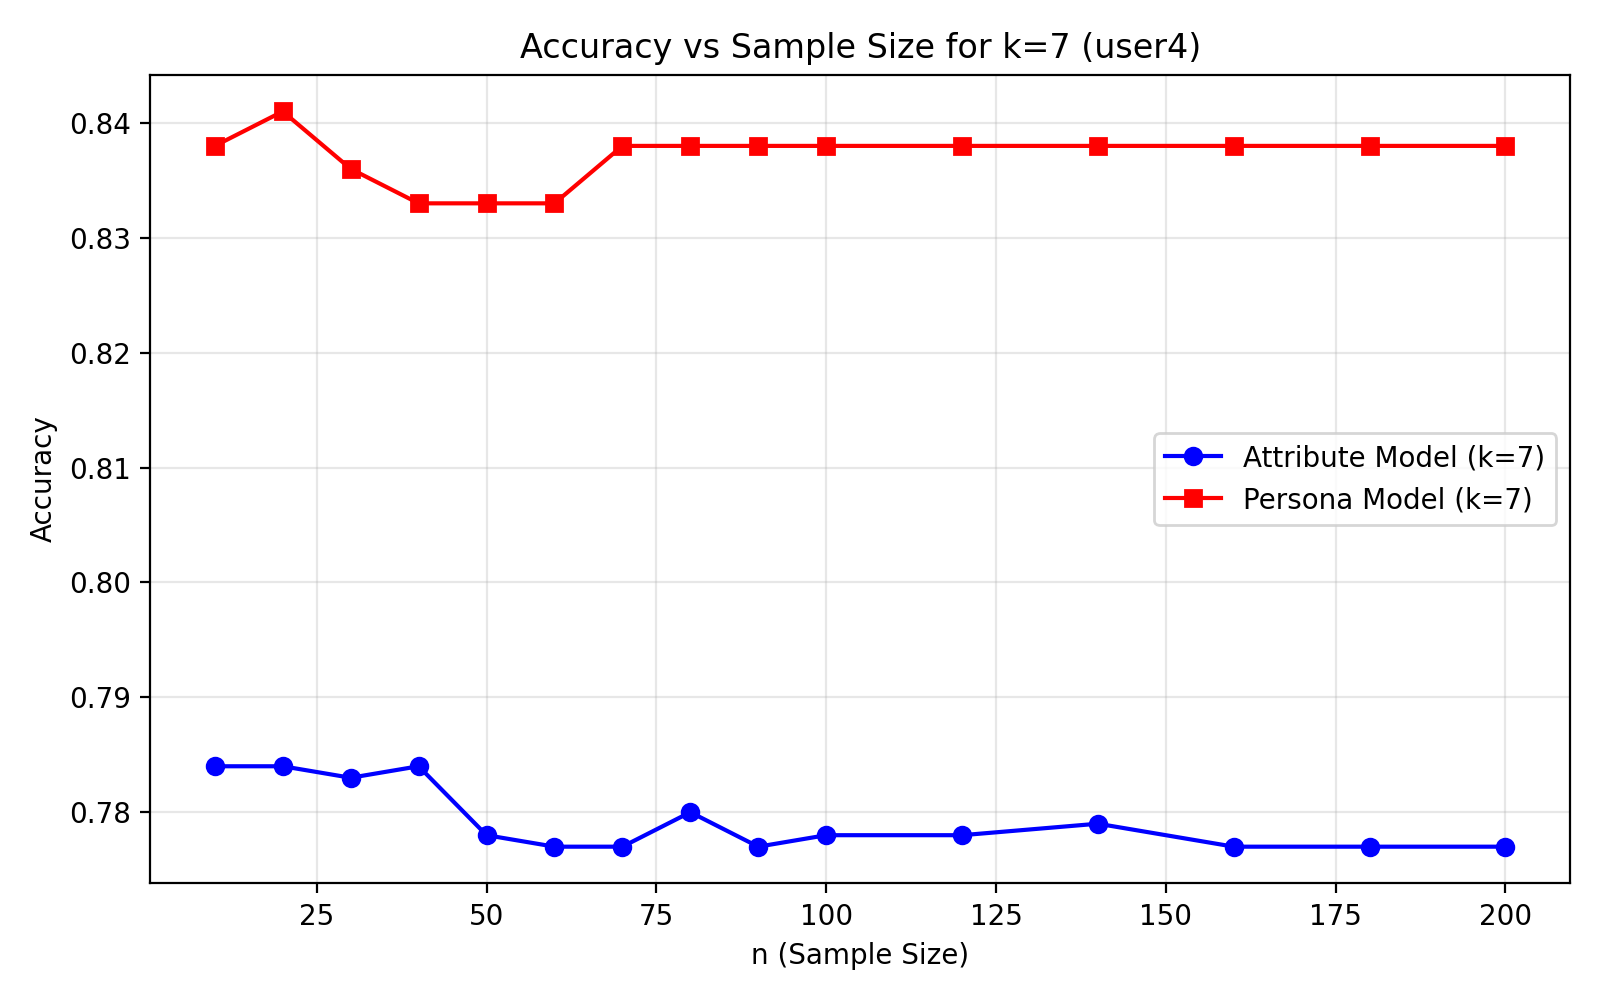 Accuracy vs Sample Size for k=7 (user4)
0.84
0.83
0.82
0.81
0.80
0.79
0.78
Accuracy
Attribute Model (k=7)
Persona Model (k=7)
25 50 75 100 125 150 175 200
n (Sample Size)